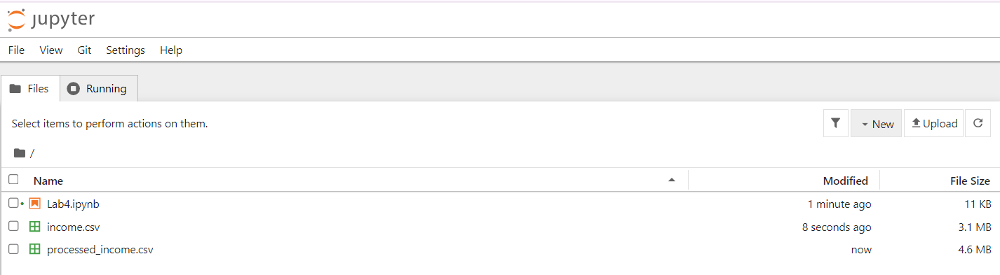 jupyter
File View Git Settings Help
Files Running
Select items to perform actions on them.
New Upload
/
Name Modified File Size
Lab4.ipynb 1 minute ago 11 KB
income.csv 8 seconds ago 3.1 MB
processed_income.csv now 4.6 MB